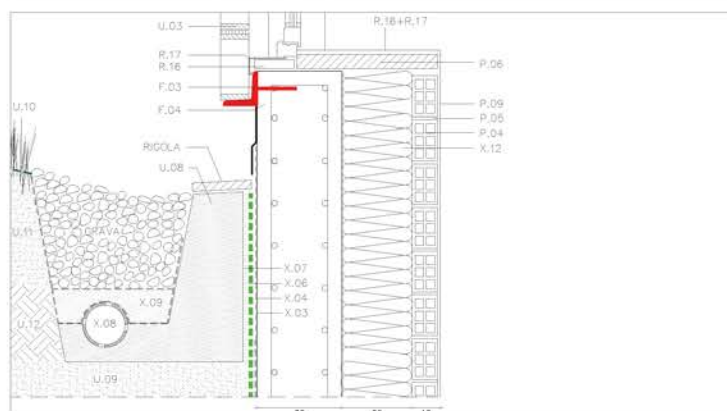 U.03
R.16+R.17
R.17
R.16
P.06
F.03
F.04
U.10
P.09
P.05
P.04
X.12
RIGOLA
U.08
U.11
GRAVAL
X.07
X.06
X.09
X.04
X.08
X.03
U.12
U.09